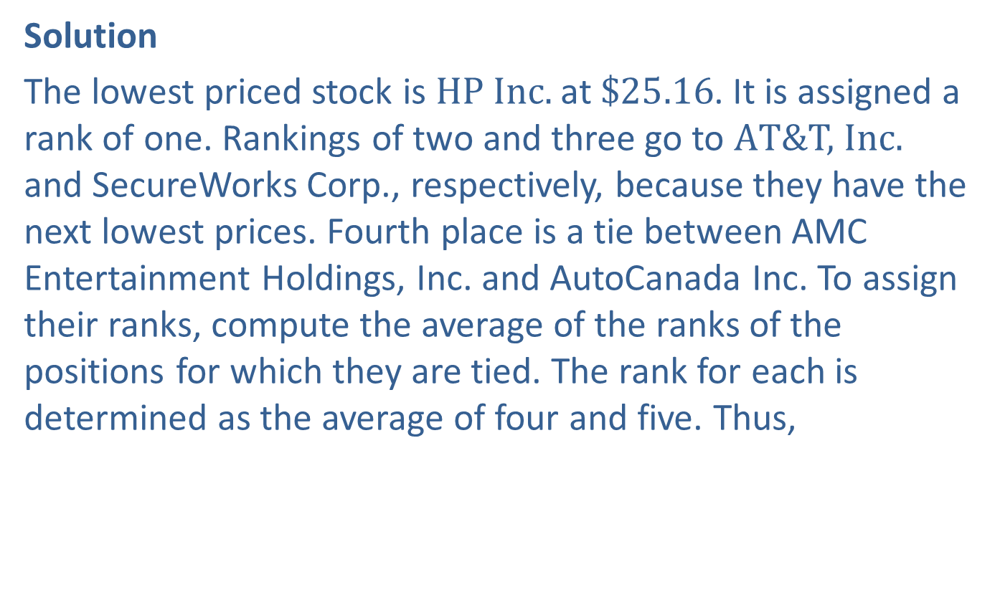 Solution
The lowest priced stock is HP Inc. at $25.16. It is assigned a
rank of one. Rankings of two and three go to AT&T, Inc.
and SecureWorks Corp., respectively, because they have the
next lowest prices. Fourth place is a tie between AMC
Entertainment Holdings, Inc. and AutoCanada Inc. To assign
their ranks, compute the average of the ranks of the
positions for which they are tied. The rank for each is
determined as the average of four and five. Thus,